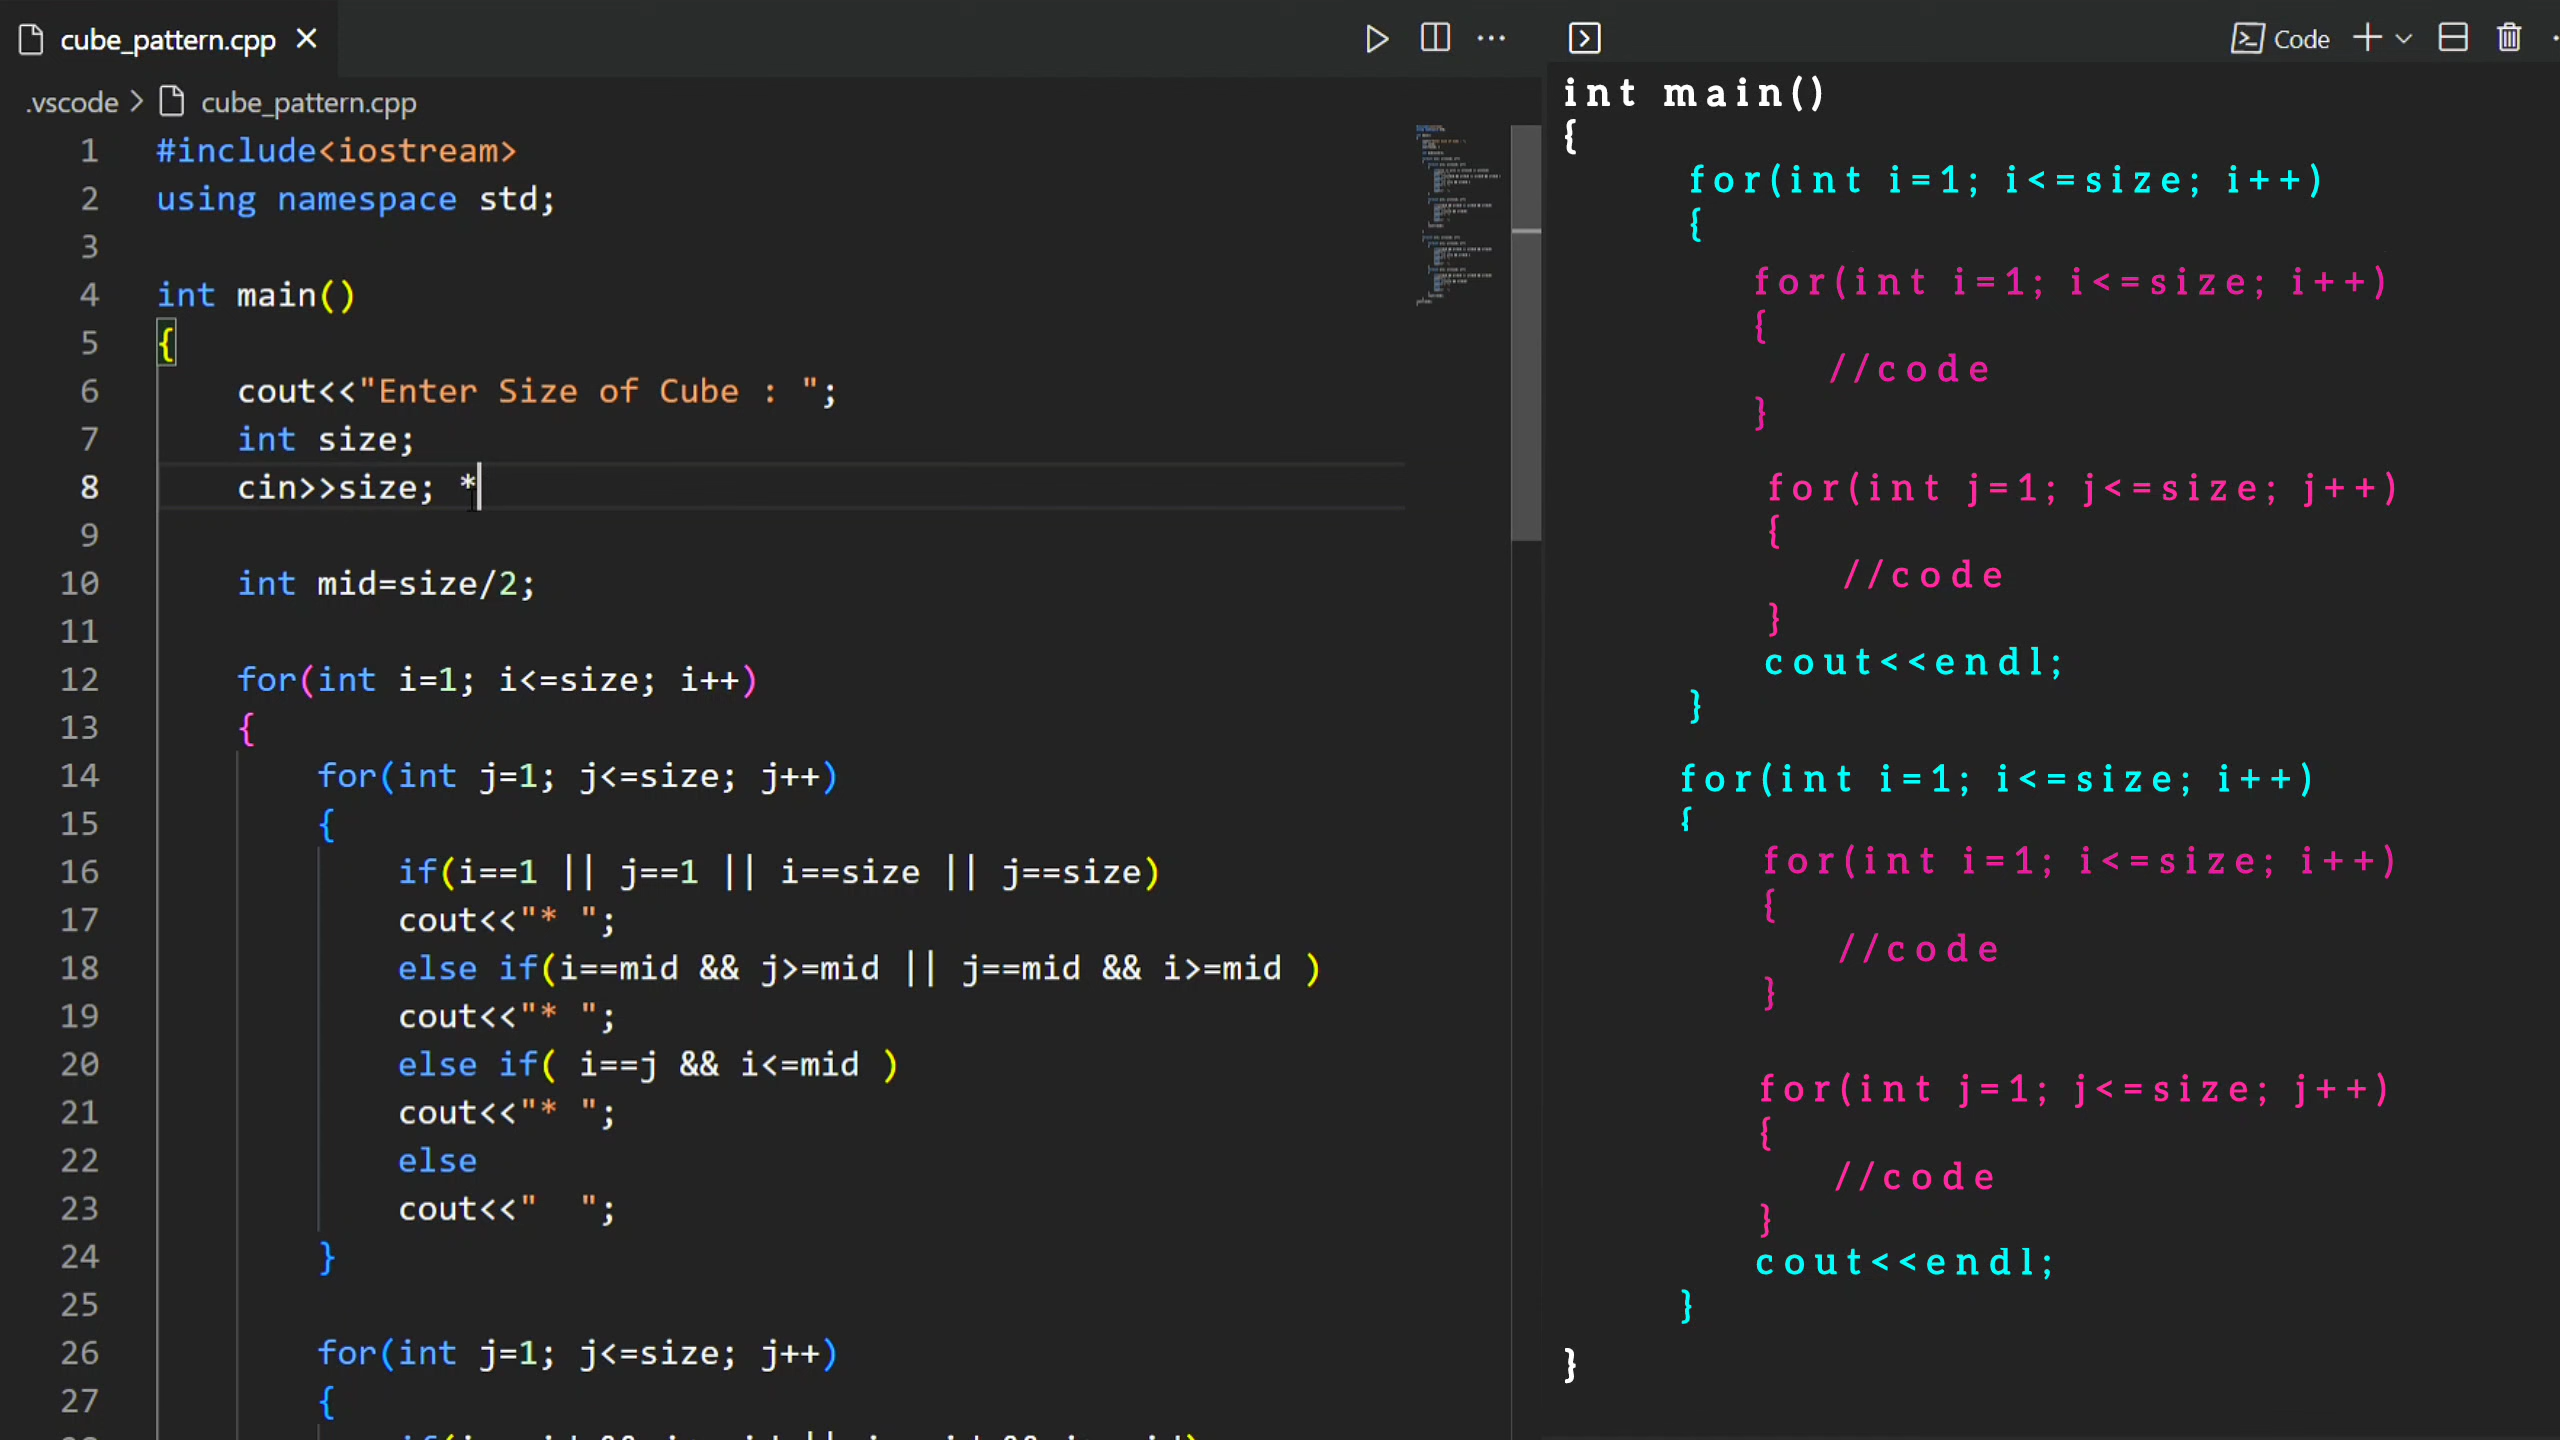 cube_pattern.cpp
.vscode > cube_pattern.cpp
1 #include<iostream>
2 using namespace std;
3
4 int main()
5 {
6 cout<<"Enter Size of Cube : ";
7 int size;
8 cin>>size; *
9
10 int mid=size/2;
11
12 for(int i=1; i<=size; i++)
13 {
14 for(int j=1; j<=size; j++)
15 {
16 if(i==1 || j==1 || i==size || j==size)
17 cout<<"* ";
18 else if(i==mid && j>=mid || j==mid && i>=mid )
19 cout<<"* ";
20 else if( i==j && i<=mid )
21 cout<<"* ";
22 else
23 cout<<"  ";
24 }
25
26 for(int j=1; j<=size; j++)
27 {
Code
int main()
{
for(int i=1; i<=size; i++)
{
for(int i=1; i<=size; i++)
{
//code
}
for(int j=1; j<=size; j++)
{
//code
}
cout<<endl;
}
for(int i=1; i<=size; i++)
{
for(int i=1; i<=size; i++)
{
//code
}
for(int j=1; j<=size; j++)
{
//code
}
cout<<endl;
}
}